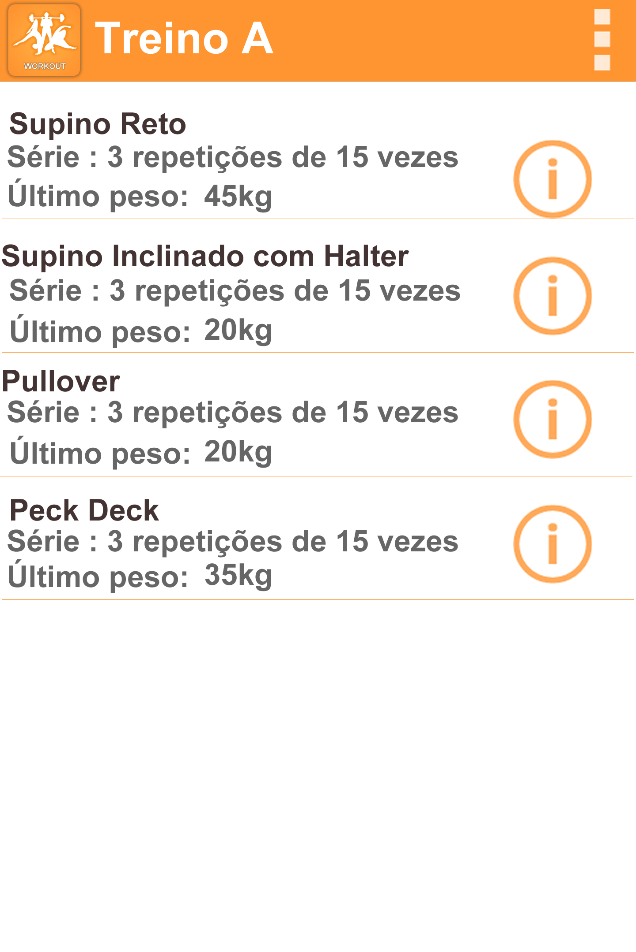 WORKOUT
Treino A
Supino Reto
Série : 3 repetições de 15 vezes
Último peso: 45kg
Supino Inclinado com Halter
Série : 3 repetições de 15 vezes
Último peso: 20kg
Pullover
Série : 3 repetições de 15 vezes
Último peso: 20kg
Peck Deck
Série : 3 repetições de 15 vezes
Último peso: 35kg